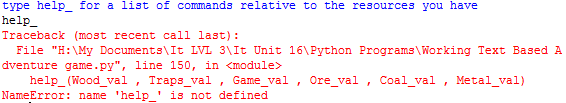 type help_ for a list of commands relative to the resources you have
help_
Traceback (most recent call last):
  File "H:\My Documents\It LVL 3\It Unit 16\Python Programs\Working Text Based A
dventure game.py", line 150, in <module>
    help_(Wood_val , Traps_val , Game_val , Ore_val , Coal_val , Metal_val)
NameError: name 'help_' is not defined